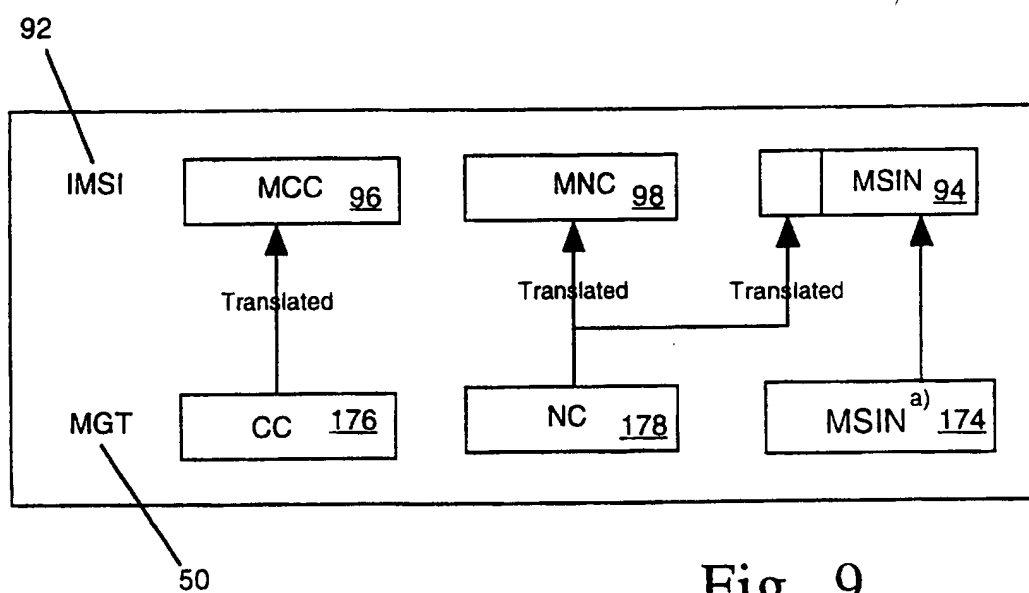 92
IMSI MCC 96 MNC 98 MSIN 94
Translated Translated Translated
MGT CC 176 NC 178 MSIN a) 174
50
Fig. 9